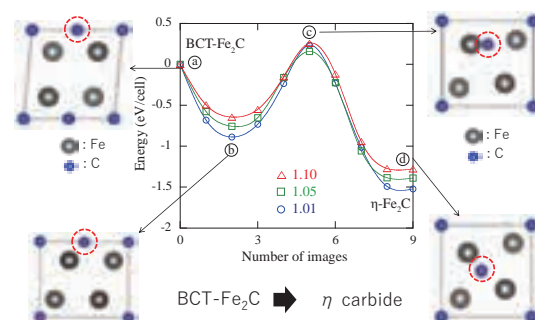 BCT-Fe₂C
a
c
0.5
0
-0.5
-1
-1.5
-2
Energy (eV/cell)
b
d
1.10
1.05
1.01
η-Fe₂C
0
3
6
9
Number of images
: Fe
: C
: Fe
: C
BCT-Fe₂C
η carbide